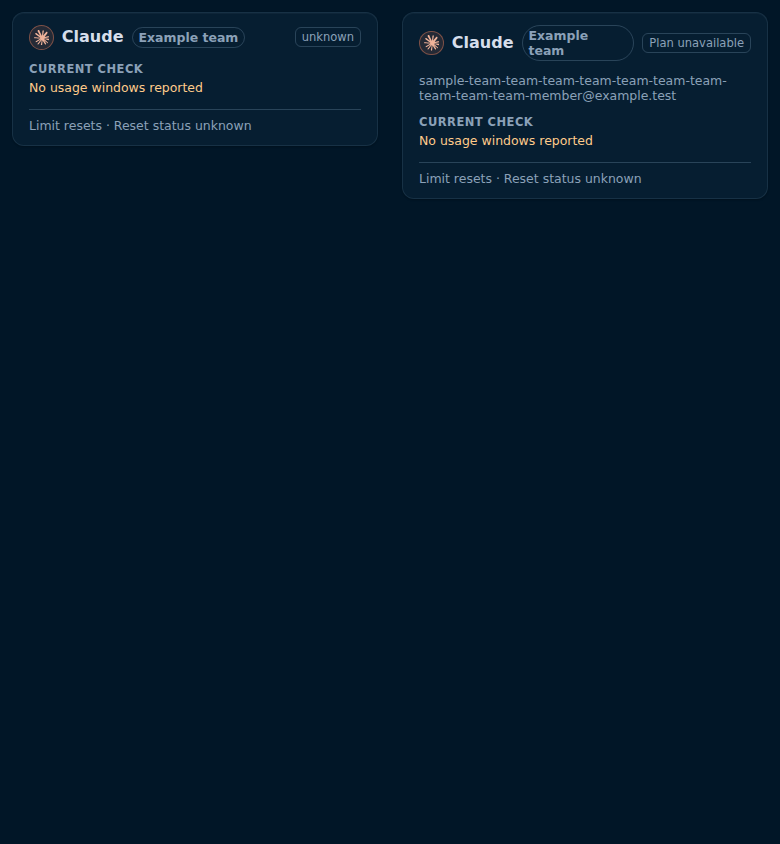 Claude Example team unknown
CURRENT CHECK
No usage windows reported
Limit resets · Reset status unknown
Claude Example team Plan unavailable
sample-team-team-team-team-team-team-team-
team-team-team-member@example.test
CURRENT CHECK
No usage windows reported
Limit resets · Reset status unknown